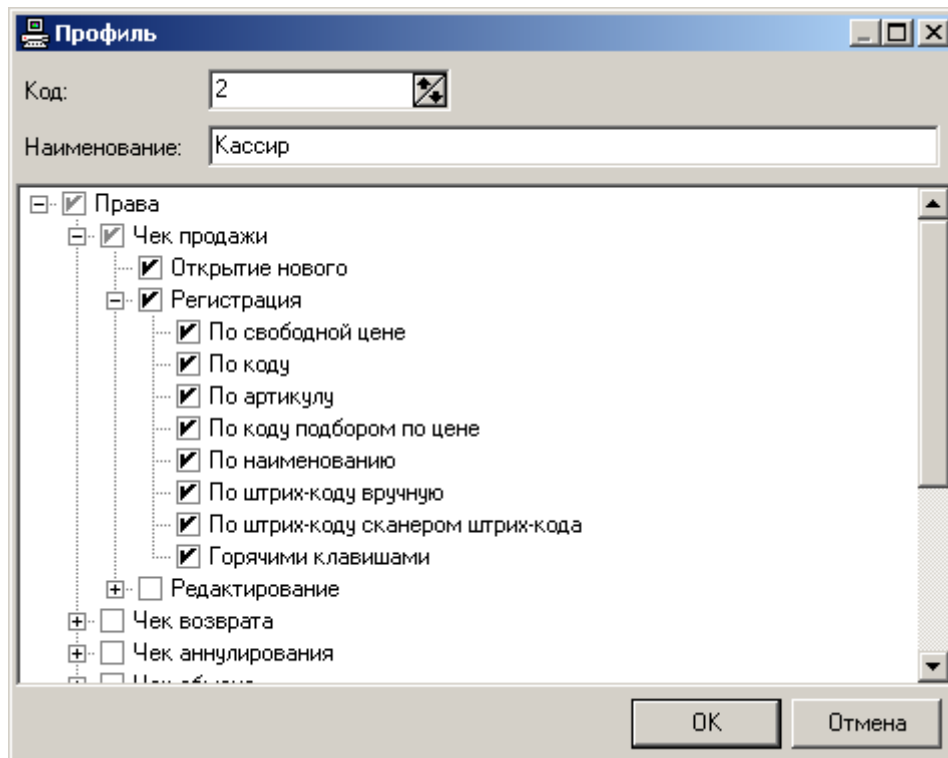 Профиль
Код: 2
Наименование: Кассир
Права
Чек продажи
Открытие нового
Регистрация
По свободной цене
По коду
По артикулу
По коду подбором по цене
По наименованию
По штрих-коду вручную
По штрих-коду сканером штрих-кода
Горячими клавишами
Редактирование
Чек возврата
Чек аннулирования
OK Отмена